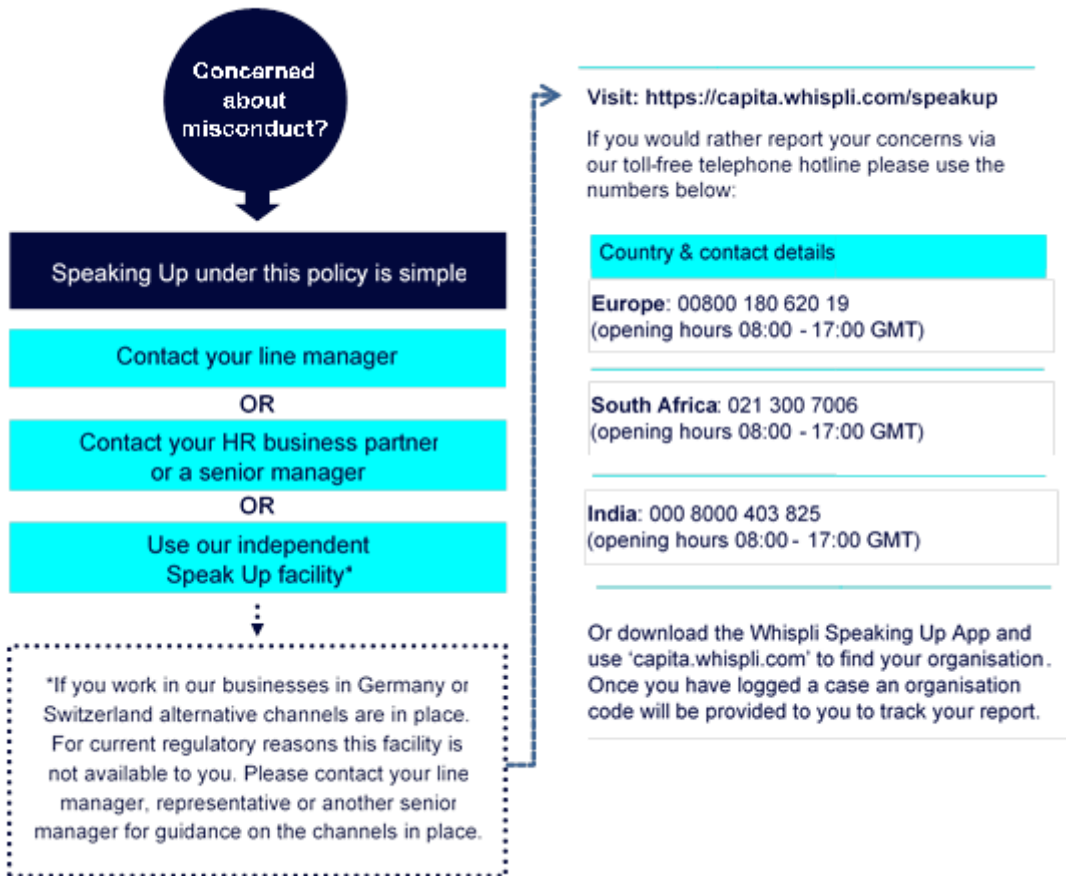 Concerned
about
misconduct?
Speaking Up under this policy is simple
Contact your line manager
OR
Contact your HR business partner
or a senior manager
OR
Use our independent
Speak Up facility*
*If you work in our businesses in Germany or
Switzerland alternative channels are in place.
For current regulatory reasons this facility is
not available to you. Please contact your line
manager, representative or another senior
manager for guidance on the channels in place.
Visit: https://capita.whispli.com/speakup
If you would rather report your concerns via
our toll-free telephone hotline please use the
numbers below:
Country & contact details
Europe: 00800 180 620 19
(opening hours 08:00 - 17:00 GMT)
South Africa: 021 300 7006
(opening hours 08:00 - 17:00 GMT)
India: 000 8000 403 825
(opening hours 08:00 - 17:00 GMT)
Or download the Whispli Speaking Up App and
use ‘capita.whispli.com’ to find your organisation.
Once you have logged a case an organisation
code will be provided to you to track your report.